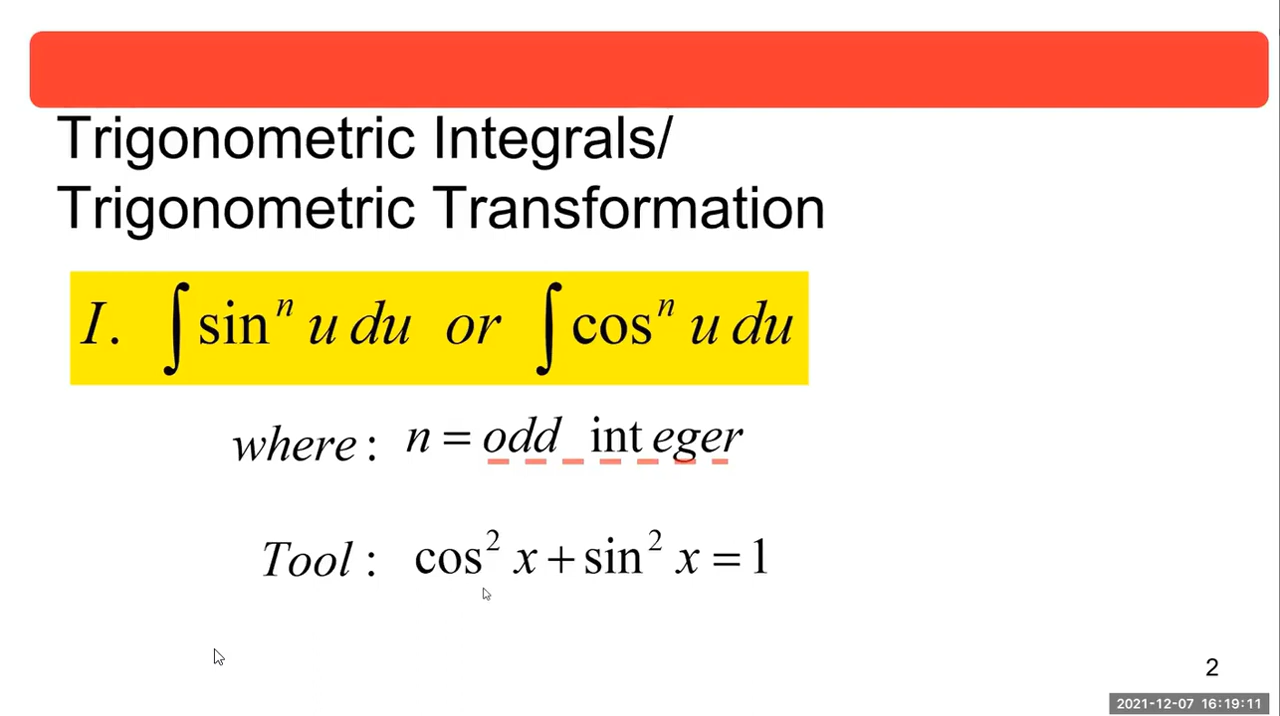 Trigonometric Integrals/
Trigonometric Transformation
I. ∫ sinⁿ u du or ∫ cosⁿ u du
where : n = odd int eger
Tool : cos² x + sin² x = 1
2
2021-12-07 16:19:11